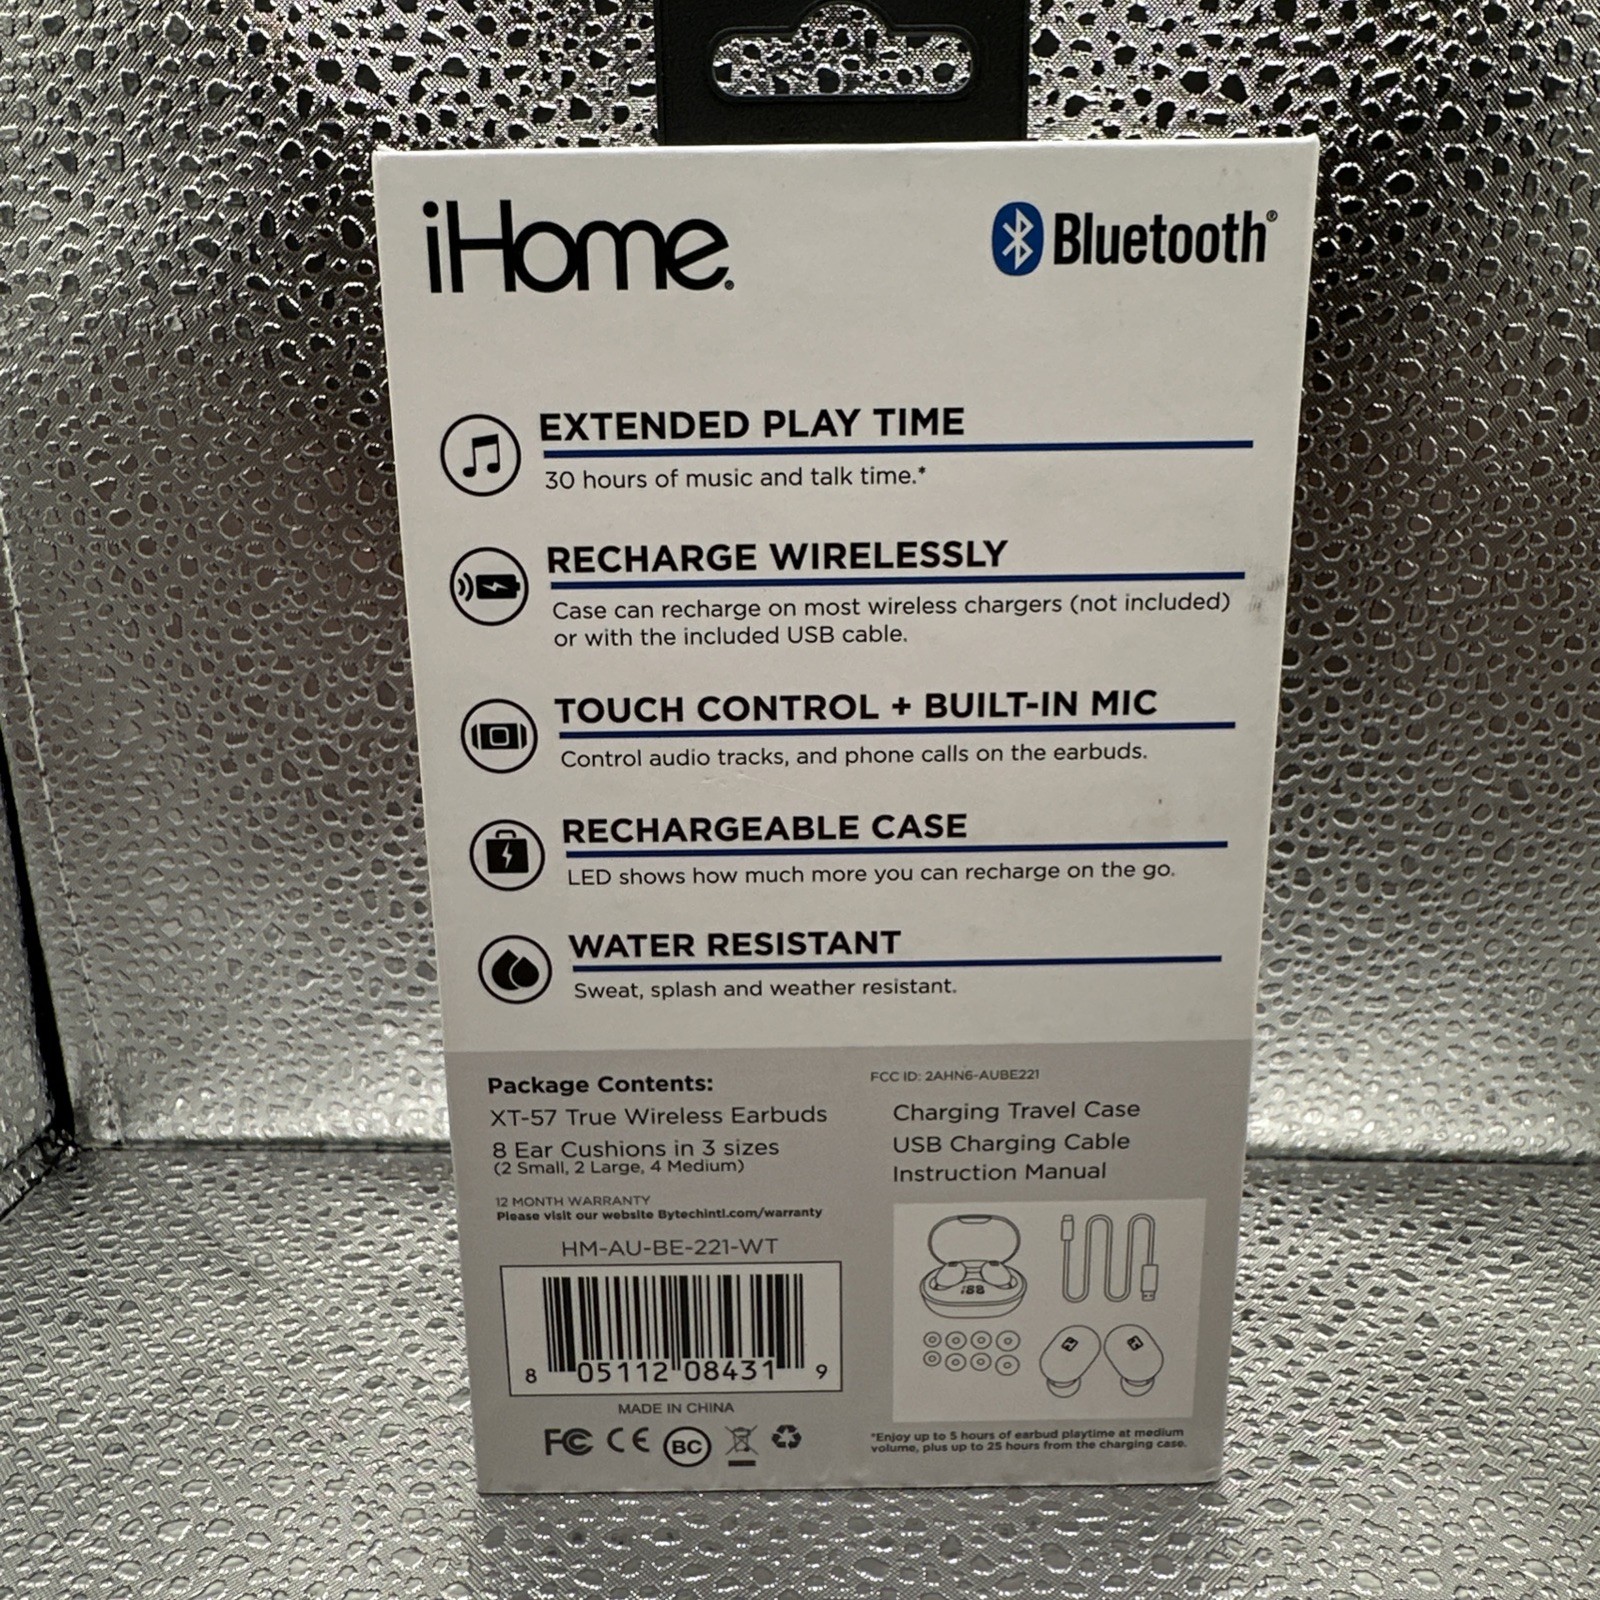 iHome®
Bluetooth®
EXTENDED PLAY TIME
30 hours of music and talk time.*
RECHARGE WIRELESSLY
Case can recharge on most wireless chargers (not included)
or with the included USB cable.
TOUCH CONTROL + BUILT-IN MIC
Control audio tracks, and phone calls on the earbuds.
RECHARGEABLE CASE
LED shows how much more you can recharge on the go.
WATER RESISTANT
Sweat, splash and weather resistant.
Package Contents:
XT-57 True Wireless Earbuds
8 Ear Cushions in 3 sizes
(2 Small, 2 Large, 4 Medium)
12 MONTH WARRANTY
Please visit our website Bytechintl.com/warranty
HM-AU-BE-221-WT
8 05112 08431 9
MADE IN CHINA
FC CE BC
FCC ID: 2AHN6-AUBE221
Charging Travel Case
USB Charging Cable
Instruction Manual
188
*Enjoy up to 5 hours of earbud playtime at medium
volume, plus up to 25 hours from the charging case.